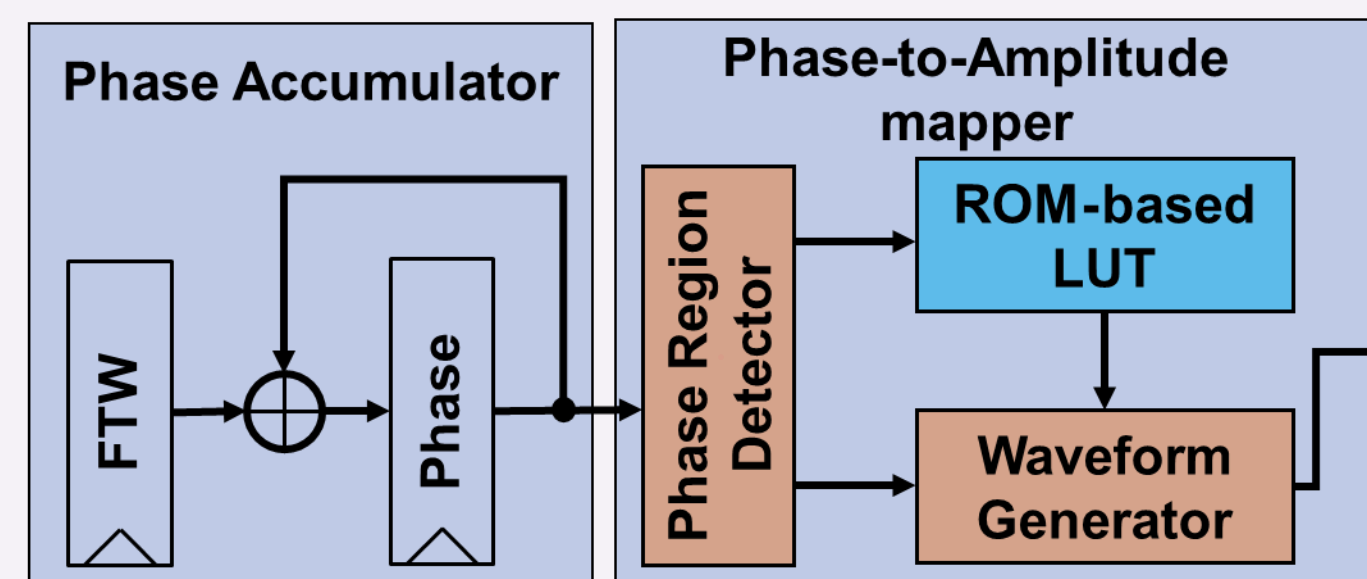 Phase Accumulator
FTW
Phase
Phase-to-Amplitude
mapper
Phase Region
Detector
ROM-based
LUT
Waveform
Generator